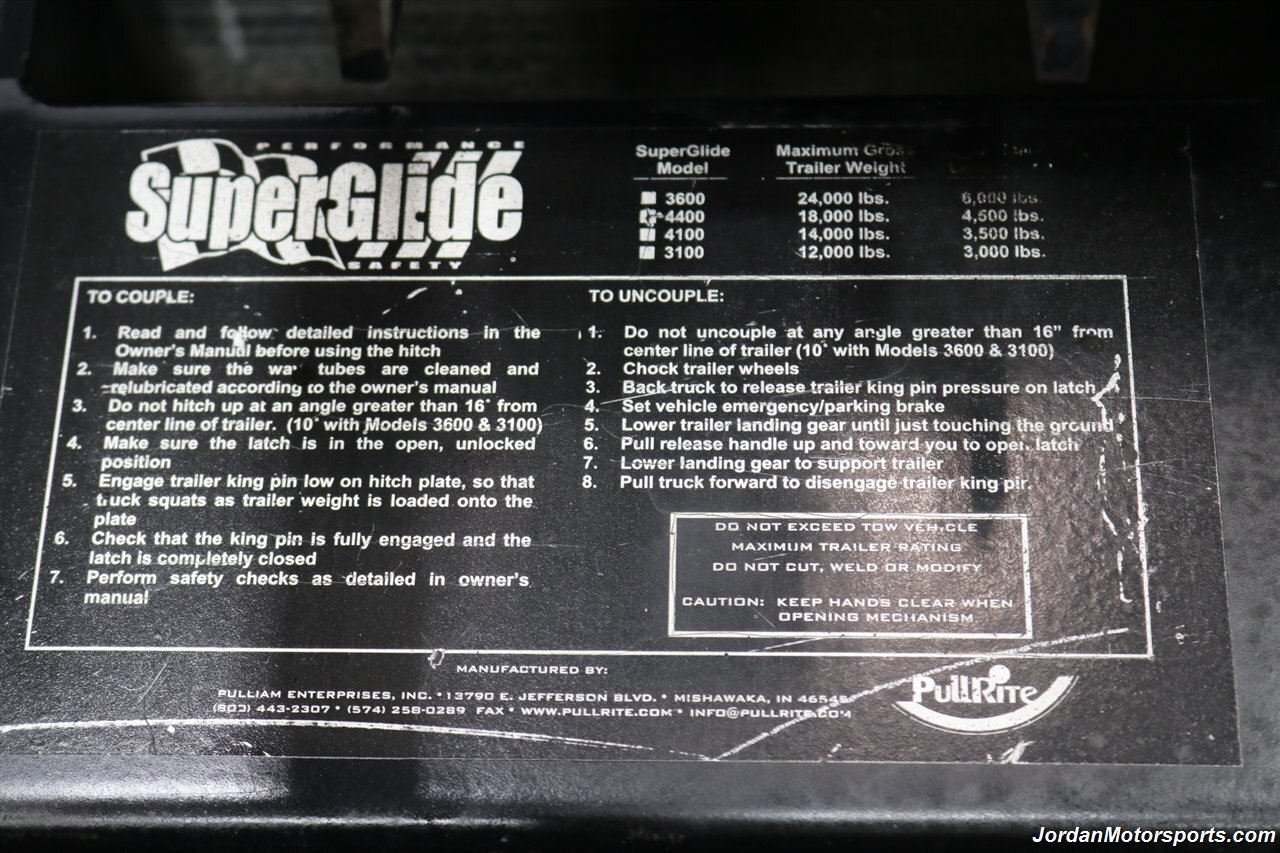 PERFORMANCE
SuperGlide
SAFETY
SuperGlide Model
Maximum Gross Trailer Weight
3600 24,000 lbs. 6,000 lbs.
4400 18,000 lbs. 4,500 lbs.
4100 14,000 lbs. 3,500 lbs.
3100 12,000 lbs. 3,000 lbs.
TO COUPLE:
1. Read and follow detailed instructions in the
Owner's Manual before using the hitch
2. Make sure the wa tubes are cleaned and
relubricated according to the owner's manual
3. Do not hitch up at an angle greater than 16° from
center line of trailer. (10° with Models 3600 & 3100)
4. Make sure the latch is in the open, unlocked
position
5. Engage trailer king pin low on hitch plate, so that
truck squats as trailer weight is loaded onto the
plate
6. Check that the king pin is fully engaged and the
latch is completely closed
7. Perform safety checks as detailed in owner's
manual
TO UNCOUPLE:
1. Do not uncouple at any angle greater than 16" from
center line of trailer (10° with Models 3600 & 3100)
2. Chock trailer wheels
3. Back truck to release trailer king pin pressure on latch
4. Set vehicle emergency/parking brake
5. Lower trailer landing gear until just touching the ground
6. Pull release handle up and toward you to open latch
7. Lower landing gear to support trailer
8. Pull truck forward to disengage trailer king pin.
DO NOT EXCEED TOW VEHICLE
MAXIMUM TRAILER RATING
DO NOT CUT, WELD OR MODIFY
CAUTION: KEEP HANDS CLEAR WHEN
OPENING MECHANISM
MANUFACTURED BY:
PULLIAM ENTERPRISES, INC. • 13790 E. JEFFERSON BLVD. • MISHAWAKA, IN 46545
(800) 443-2307 • (574) 258-0289 FAX • WWW.PULLRITE.COM • INFO@PULLRITE.COM
PullRite
JordanMotorsports.com